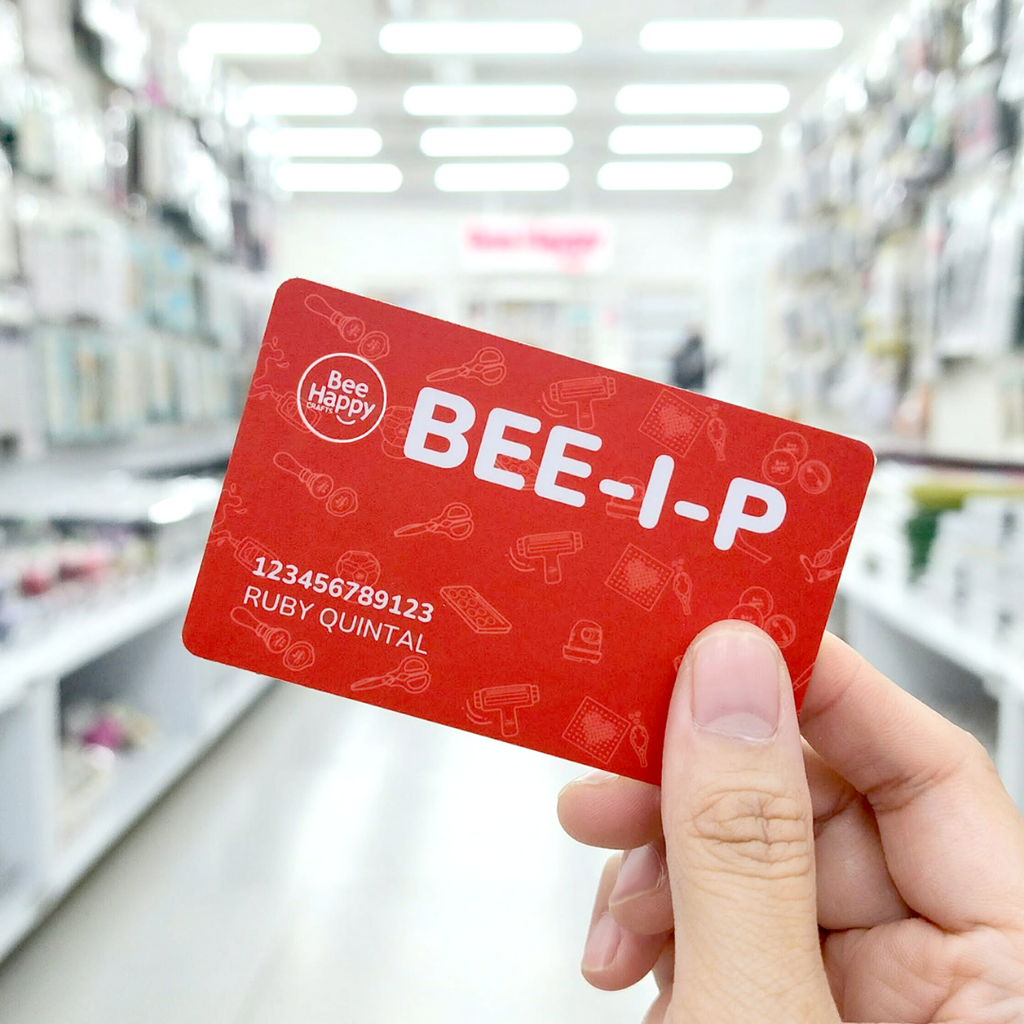 Bee
Happy
CRAFTS
BEE-I-P
123456789123
RUBY QUINTAL